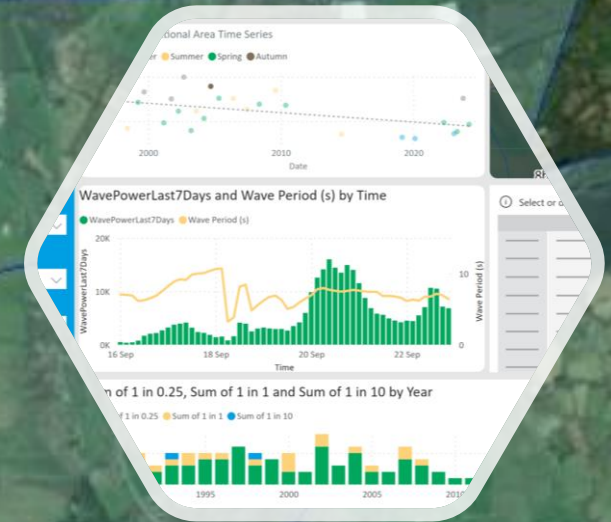 ional Area Time Series
er Summer Spring Autumn
2000 2010 2020
Date
8h
WavePowerLast7Days and Wave Period (s) by Time
WavePowerLast7Days Wave Period (s)
Select or d
20K
10K
0K
WavePowerLast7Days
10
0
Wave Period (s)
16 Sep 18 Sep 20 Sep 22 Sep
Time
of 1 in 0.25, Sum of 1 in 1 and Sum of 1 in 10 by Year
of 1 in 0.25 Sum of 1 in 1 Sum of 1 in 10
1995 2000 2005 2010